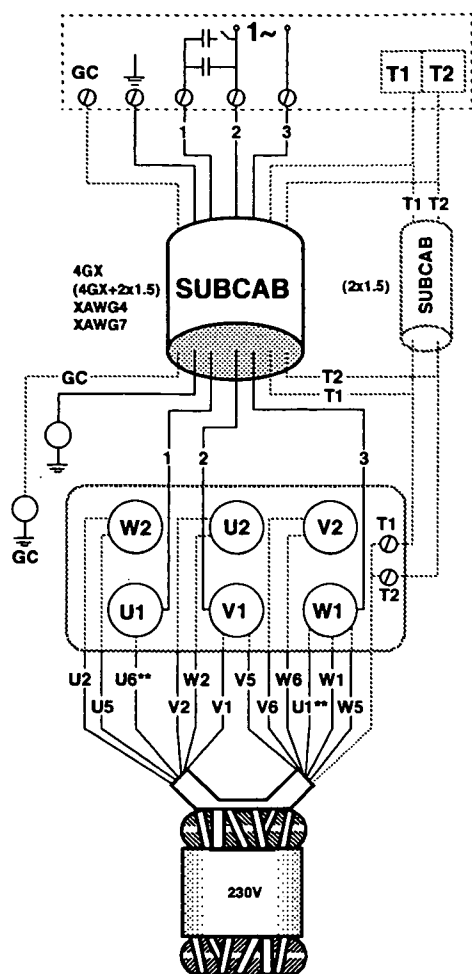 1~
GC
T1 T2
1 2 3
T1 T2
4GX
(4GX+2x1.5)
XAWG4
XAWG7
SUBCAB
(2x1.5)
SUBCAB
GC
T2
T1
1 2 3
GC
W2 U2 V2
T1
U1 V1 W1
T2
U2 U6** W2 V5 W6 W1
U5 V2 V1 V6 U1** W5
230V